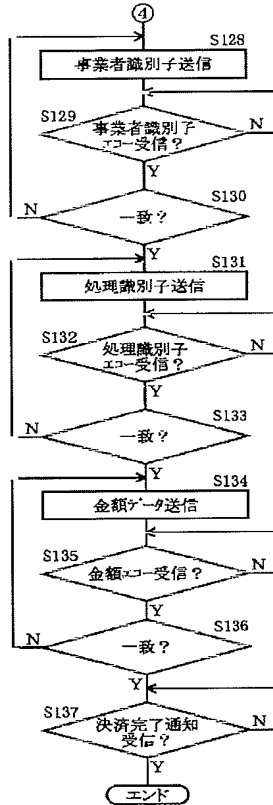 ④
S128
事業者識別子送信
S129
事業者識別子
エコー受信？
N
Y
S130
N
一致？
Y
S131
処理識別子送信
S132
処理識別子
エコー受信？
N
Y
S133
N
一致？
Y
S134
金額データ送信
S135
金額エコー受信？
N
Y
S136
N
一致？
Y
S137
決済完了通知
受信？
N
Y
エンド